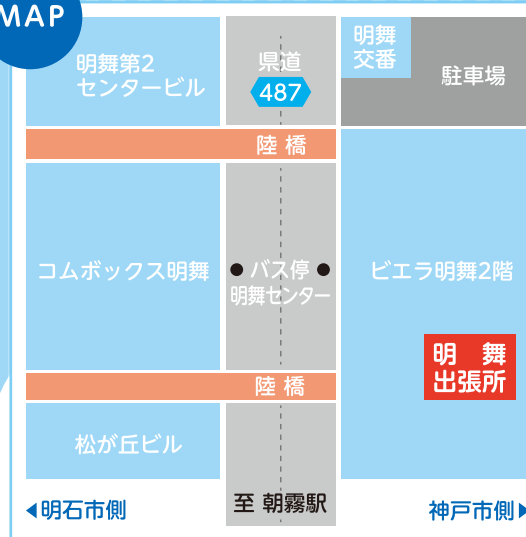 MAP
明舞第2
センタービル
県道
487
明舞
交番
駐車場
陸橋
コムボックス明舞
バス停
明舞センター
ビエラ明舞2階
明　舞
出張所
陸橋
松が丘ビル
至 朝霧駅
◀明石市側
神戸市側▶